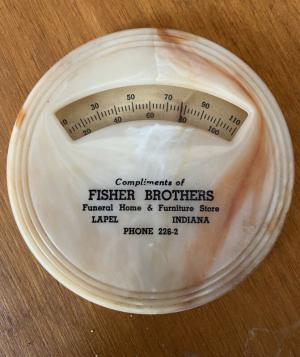 30 50 70 90 110
20 40 60 80 100
Compliments of
FISHER BROTHERS
Funeral Home & Furniture Store
LAPEL INDIANA
PHONE 226-2